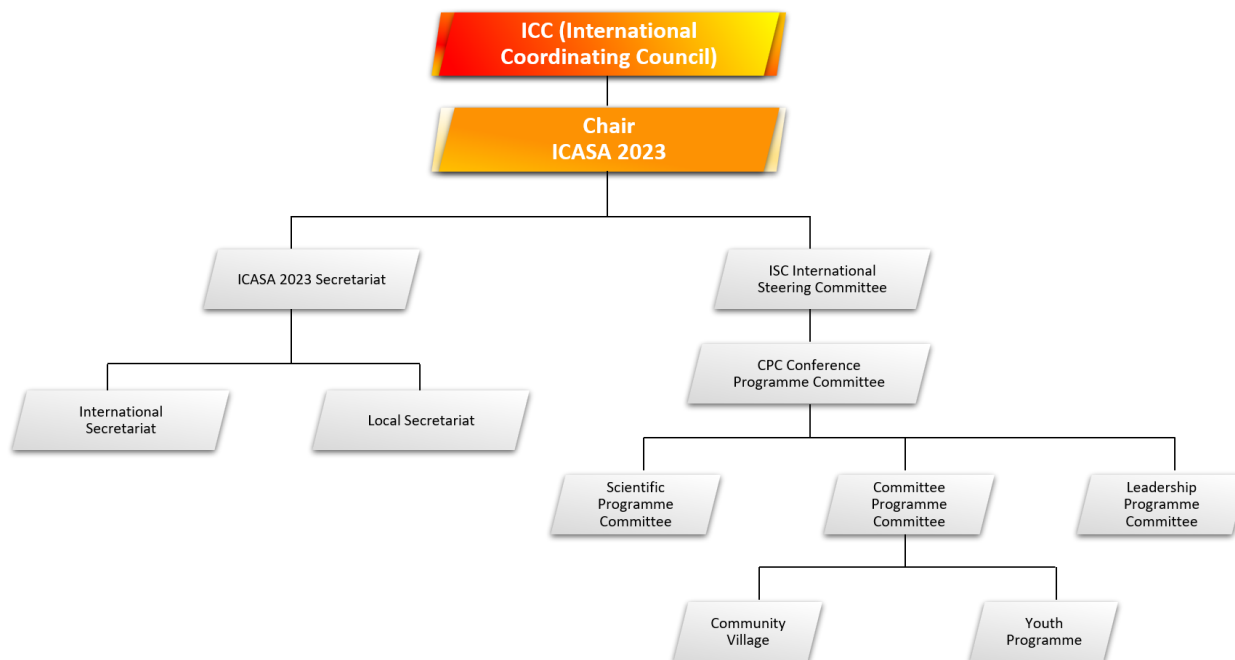 ICC (International
Coordinating Council)
Chair
ICASA 2023
ICASA 2023 Secretariat
ISC International
Steering Committee
CPC Conference
Programme Committee
International
Secretariat
Local Secretariat
Scientific
Programme
Committee
Committee
Programme
Committee
Leadership
Programme
Committee
Community
Village
Youth
Programme